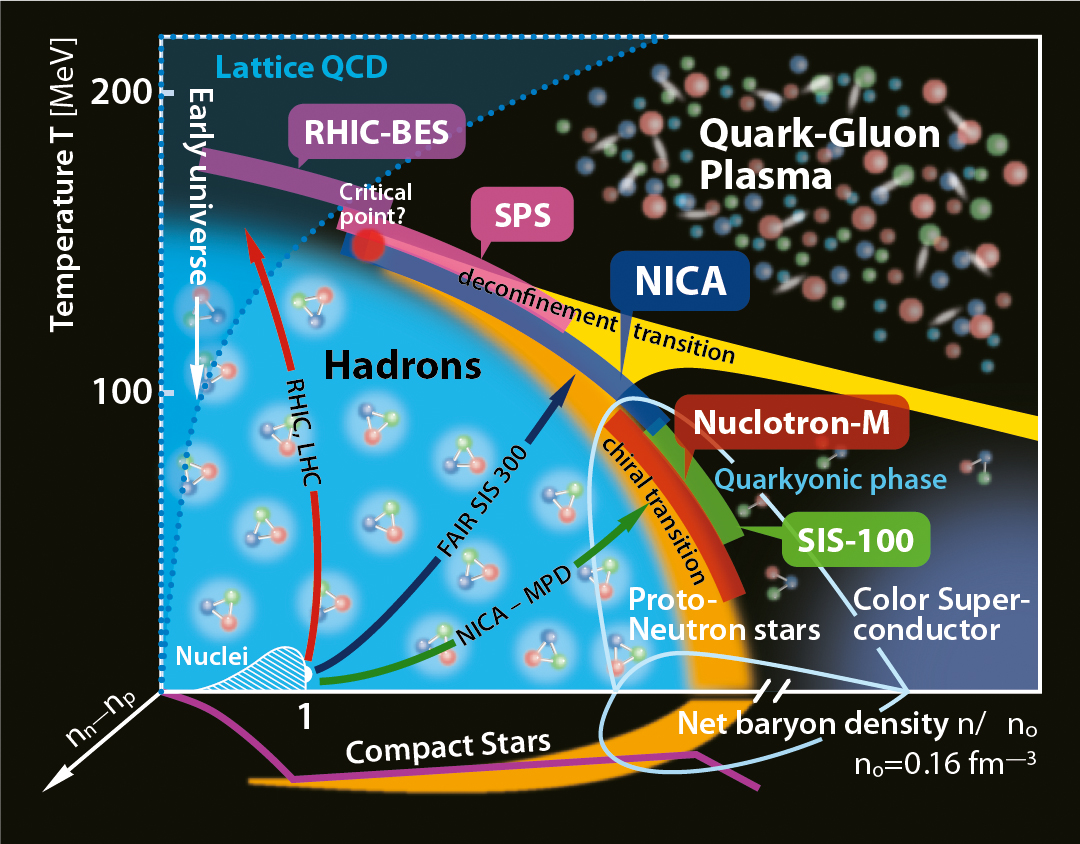 Temperature T [MeV]
200
100
Lattice QCD
Early universe
RHIC-BES
Critical
point?
SPS
Quark-Gluon
Plasma
NICA
deconfinement transition
Hadrons
RHIC, LHC
FAIR SIS 300
NICA – MPD
chiral transition
Nuclotron-M
Quarkyonic phase
SIS-100
Proto-
Neutron stars
Color Super-
conductor
Nuclei
nn—np
1
Compact Stars
Net baryon density n/ no
no=0.16 fm—3